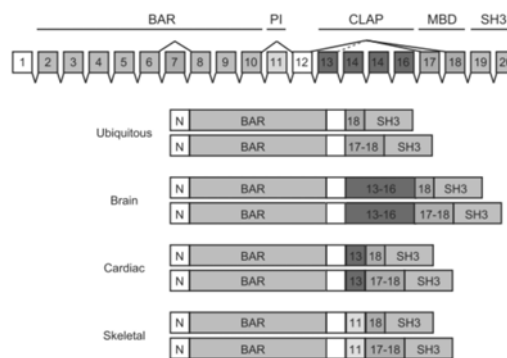 BAR PI CLAP MBD SH3
1 2 3 4 5 6 7 8 9 10 11 12 13 14 14 16 17 18 19 20
N BAR 18 SH3
Ubiquitous
N BAR 17-18 SH3
N BAR 13-16 18 SH3
Brain
N BAR 13-16 17-18 SH3
N BAR 13 18 SH3
Cardiac
N BAR 13 17-18 SH3
N BAR 11 18 SH3
Skeletal
N BAR 11 17-18 SH3